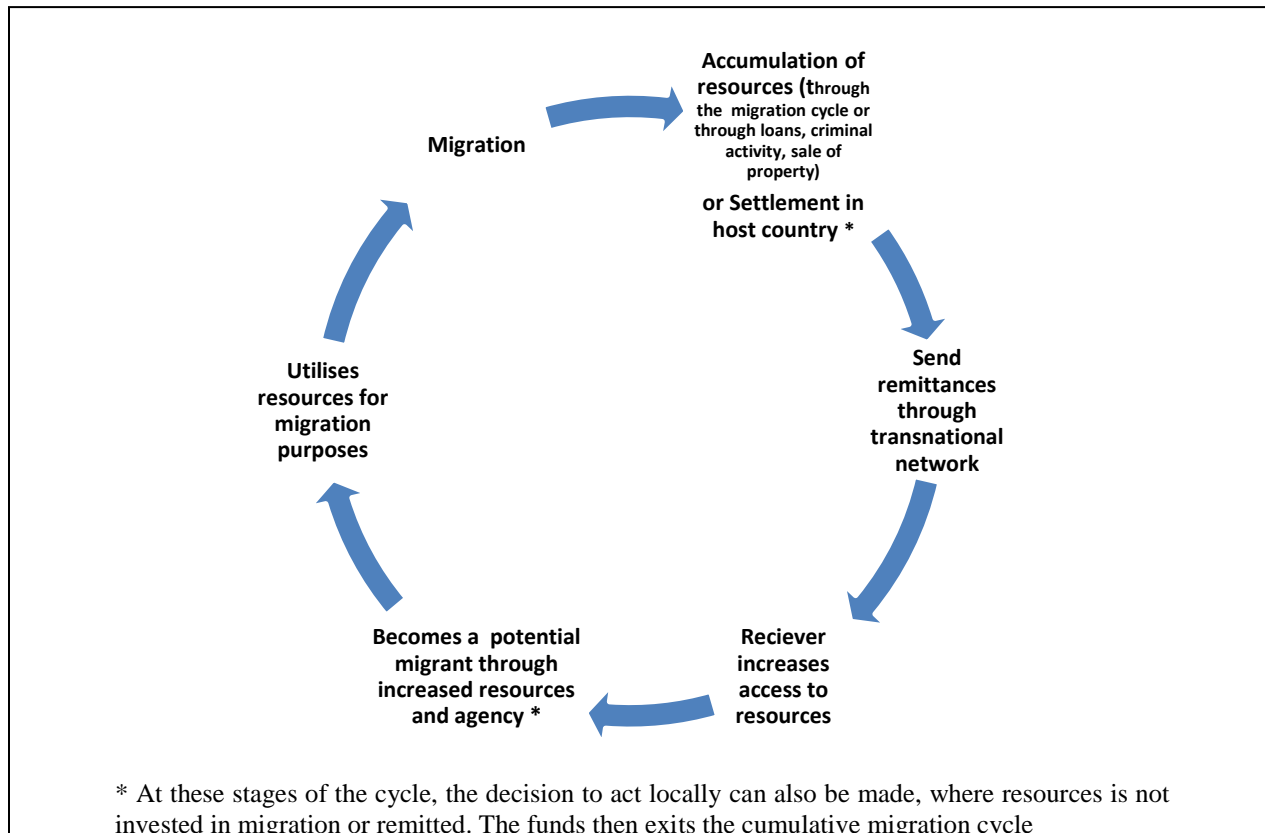 Accumulation of
resources (through
the migration cycle or
through loans, criminal
activity, sale of
property)
or Settlement in
host country *
Send
remittances
through
transnational
network
Reciever
increases
access to
resources
Becomes a potential
migrant through
increased resources
and agency *
Utilises
resources for
migration
purposes
Migration
* At these stages of the cycle, the decision to act locally can also be made, where resources is not
invested in migration or remitted. The funds then exits the cumulative migration cycle